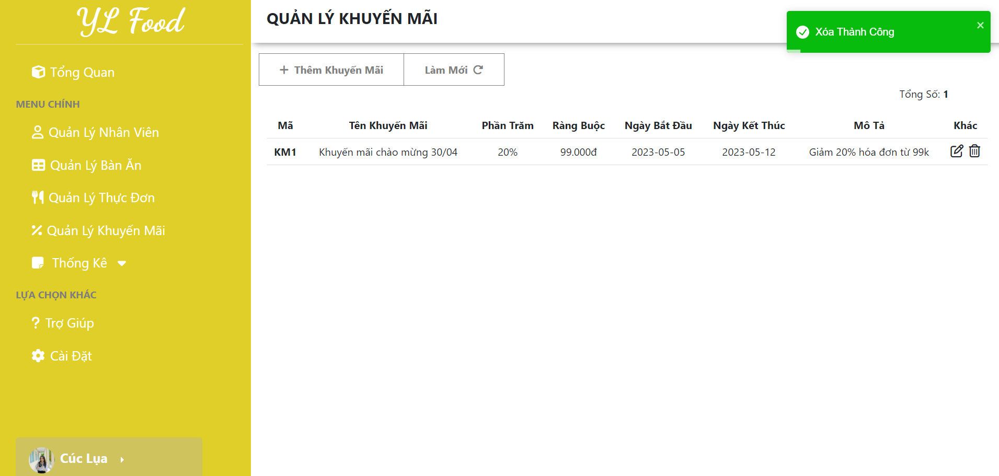 YL Food
Tổng Quan
MENU CHÍNH
Quản Lý Nhân Viên
Quản Lý Bàn Ăn
Quản Lý Thực Đơn
Quản Lý Khuyến Mãi
Thống Kê
LỰA CHỌN KHÁC
? Trợ Giúp
Cài Đặt
Cúc Lụa
QUẢN LÝ KHUYẾN MÃI
Xóa Thành Công
+ Thêm Khuyến Mãi Làm Mới
Tổng Số: 1
Mã Tên Khuyến Mãi Phần Trăm Ràng Buộc Ngày Bắt Đầu Ngày Kết Thúc Mô Tả Khác
KM1 Khuyến mãi chào mừng 30/04 20% 99.000đ 2023-05-05 2023-05-12 Giảm 20% hóa đơn từ 99k